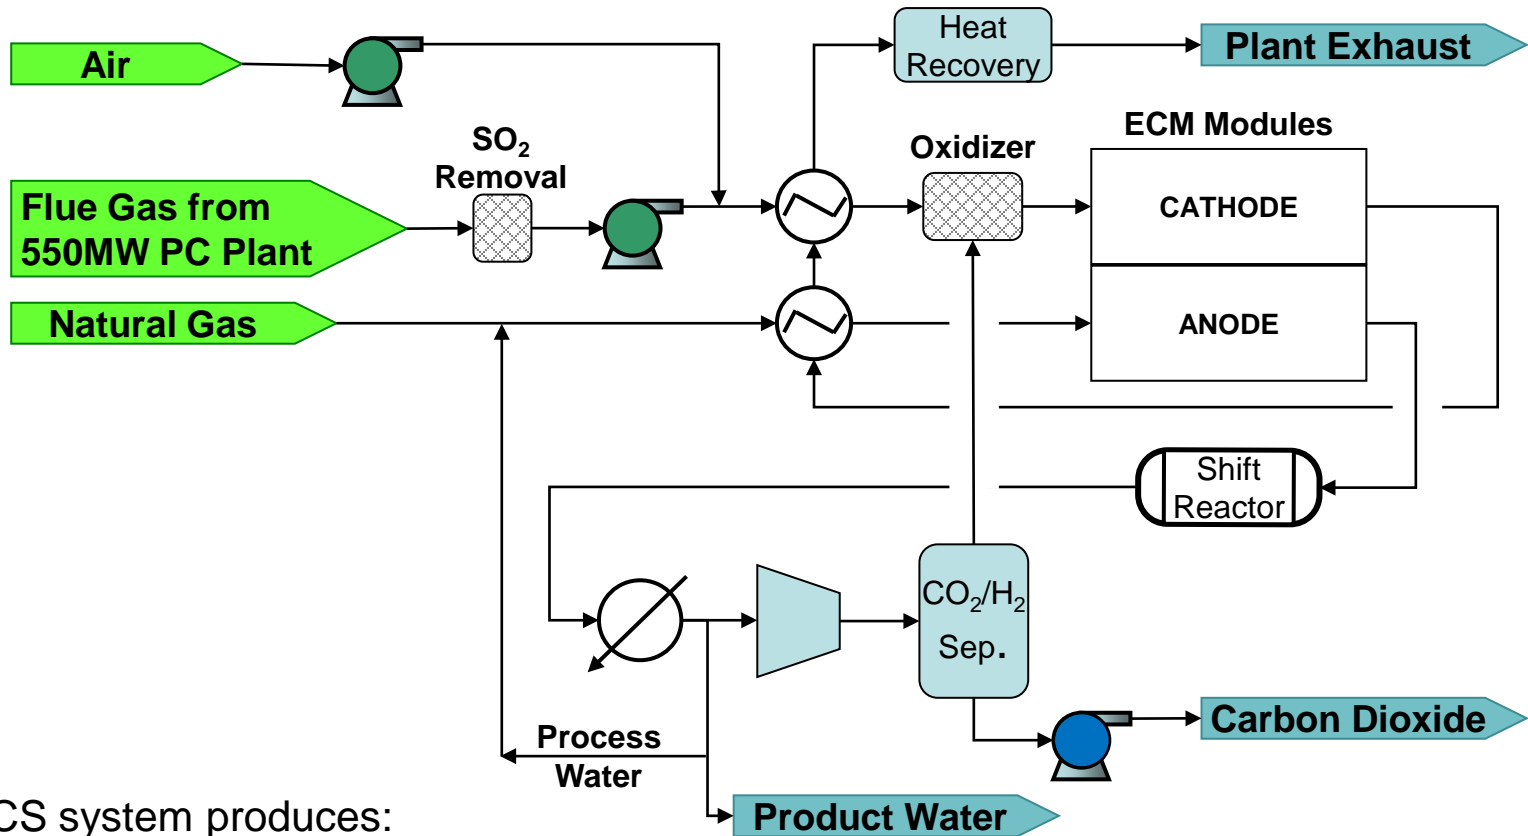 Air
Heat
Recovery
Plant Exhaust
SO₂
Removal
Oxidizer
ECM Modules
Flue Gas from
550MW PC Plant
CATHODE
Natural Gas
ANODE
Shift
Reactor
CO₂/H₂
Sep.
Carbon Dioxide
Process
Water
Product Water
CS system produces: